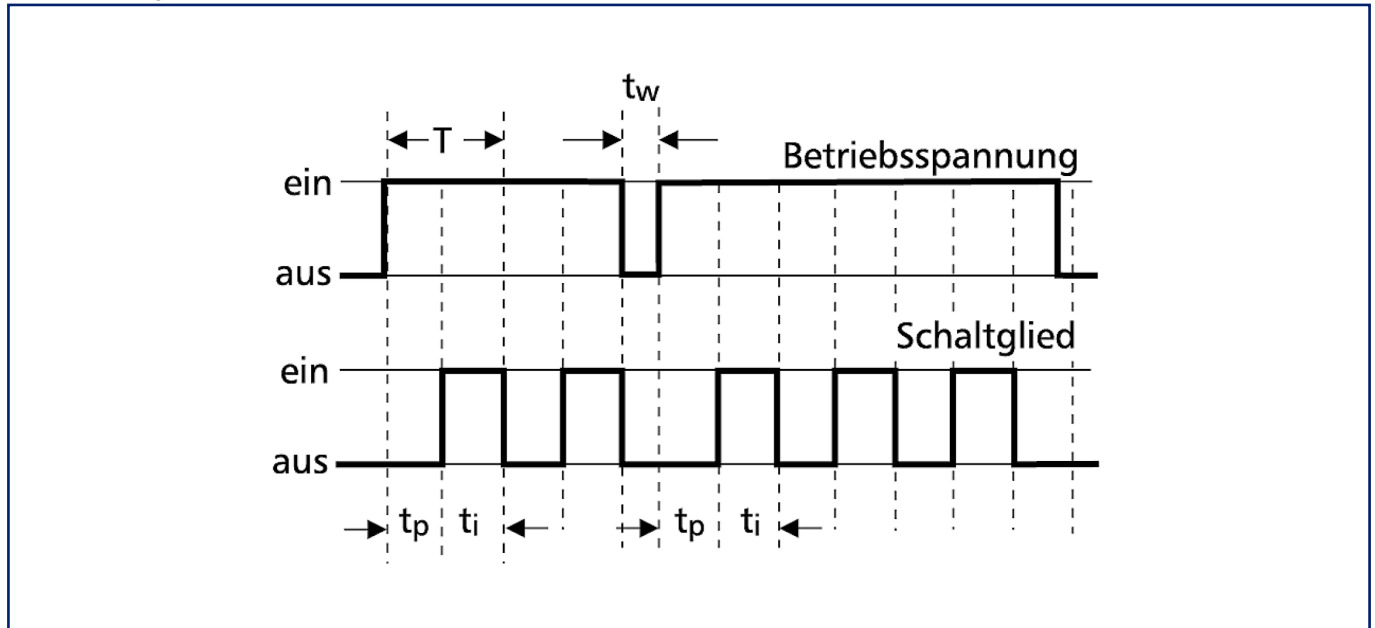 tw
T
Betriebsspannung
ein
aus
Schaltglied
ein
aus
tp ti tp ti